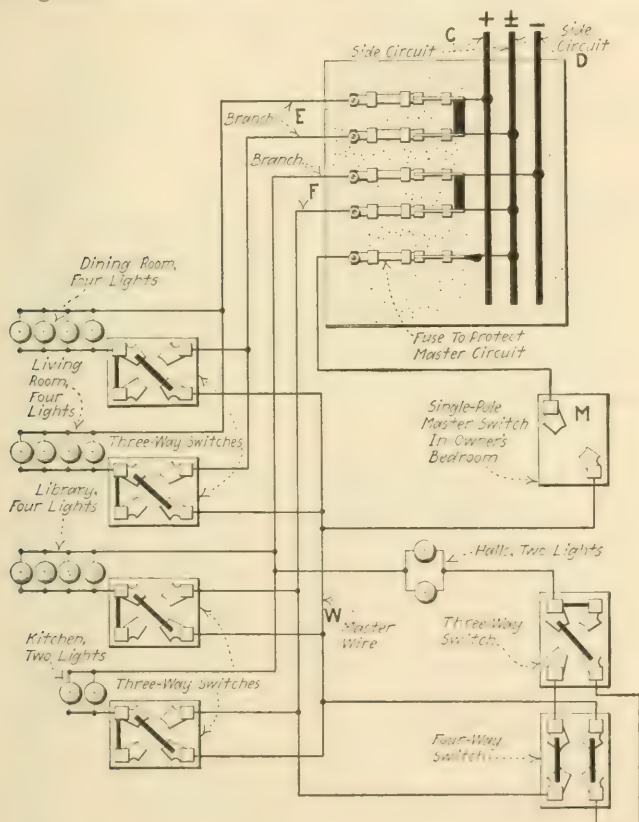 C + ± − Side
Side Circuit Circuit
D
Branch E
Branch
F
Dining Room,
Four Lights
Fuse To Protect
Master Circuit
Living
Room,
Four
Lights
Single-Pole
Master Switch
In Owner's
Bedroom
M
Three-Way Switches
Library,
Four Lights
Halls, Two Lights
W Master
Wire
Three-Way
Switch
Kitchen,
Two Lights
Three-Way Switches
Four-Way
Switch